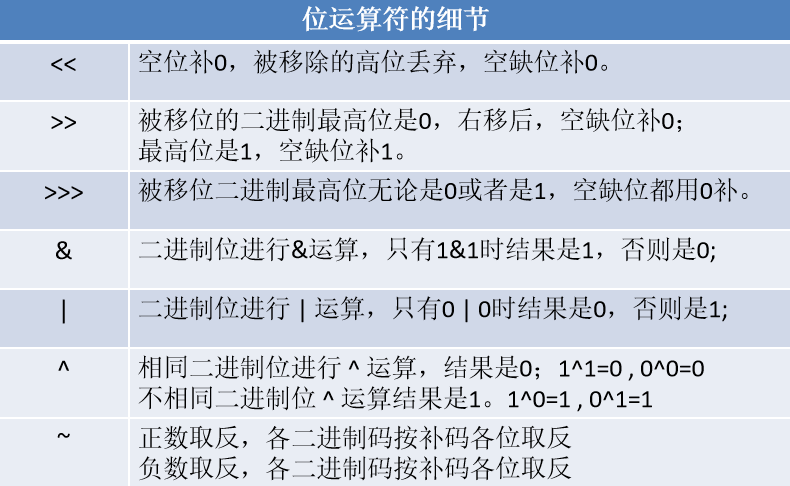 位运算符的细节
<< 空位补0，被移除的高位丢弃，空缺位补0。
>> 被移位的二进制最高位是0，右移后，空缺位补0；
最高位是1，空缺位补1。
>>> 被移位二进制最高位无论是0或者是1，空缺位都用0补。
& 二进制位进行&运算，只有1&1时结果是1，否则是0;
| 二进制位进行 | 运算，只有0 | 0时结果是0，否则是1;
^ 相同二进制位进行 ^ 运算，结果是0；1^1=0 , 0^0=0
不相同二进制位 ^ 运算结果是1。1^0=1 , 0^1=1
~ 正数取反，各二进制码按补码各位取反
负数取反，各二进制码按补码各位取反